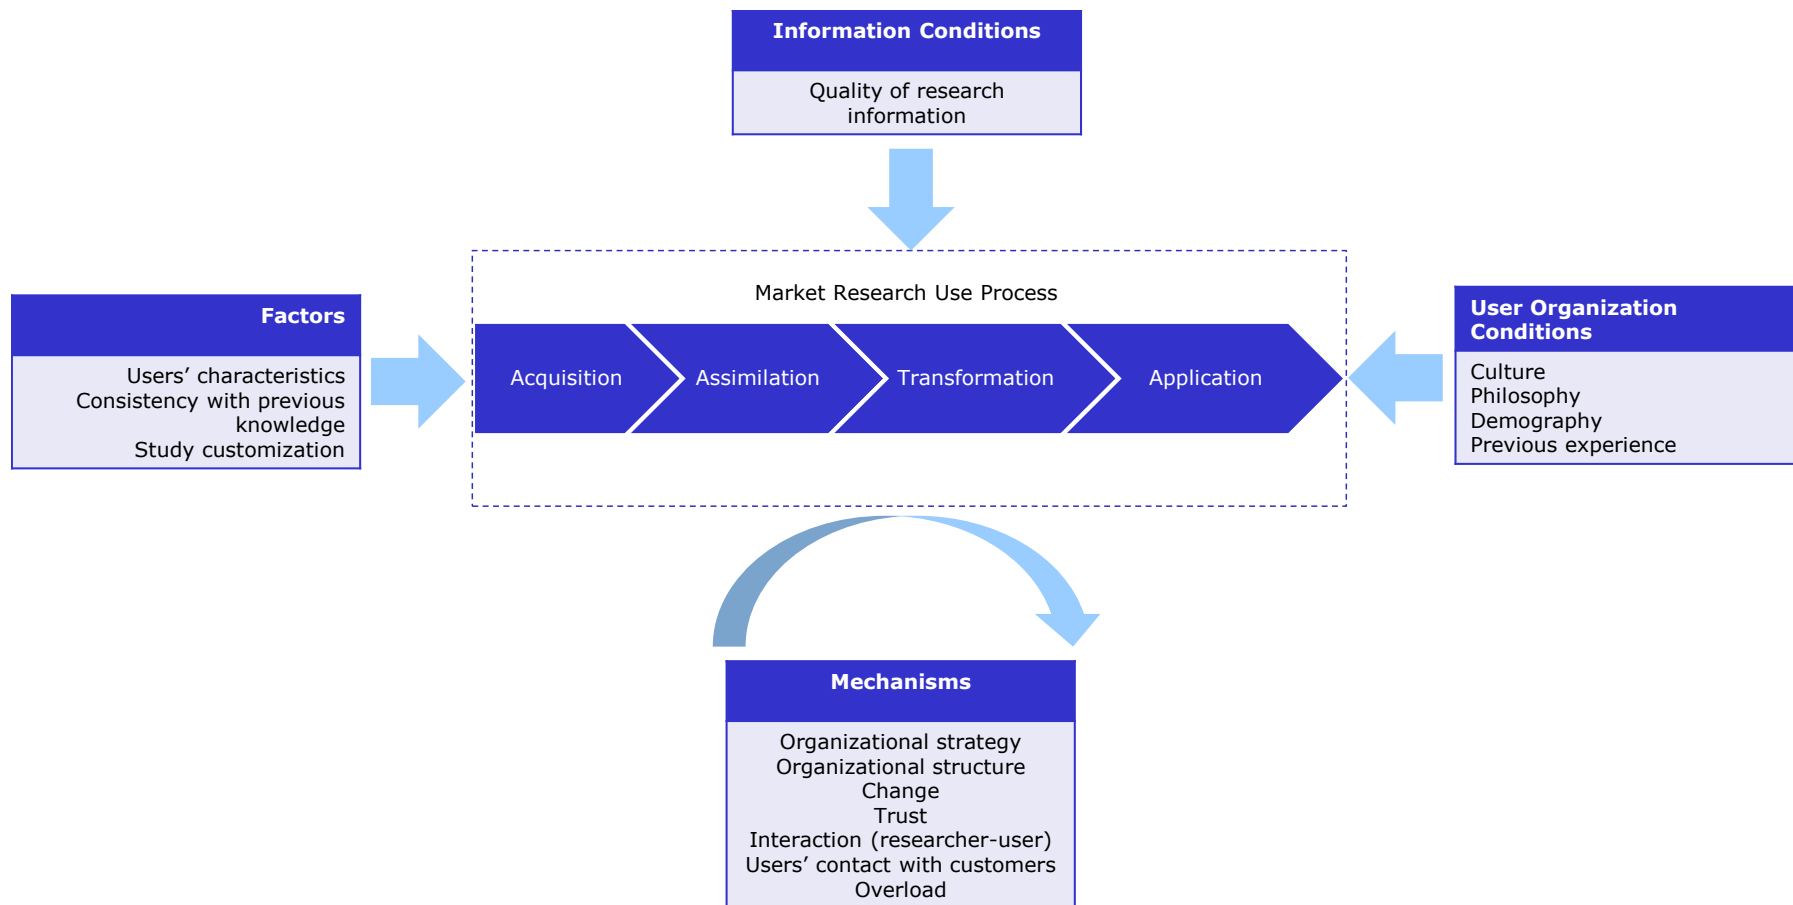 Information Conditions
Quality of research
information
Market Research Use Process
Factors
Users’ characteristics
Consistency with previous
knowledge
Study customization
Acquisition
Assimilation
Transformation
Application
User Organization
Conditions
Culture
Philosophy
Demography
Previous experience
Mechanisms
Organizational strategy
Organizational structure
Change
Trust
Interaction (researcher-user)
Users’ contact with customers
Overload